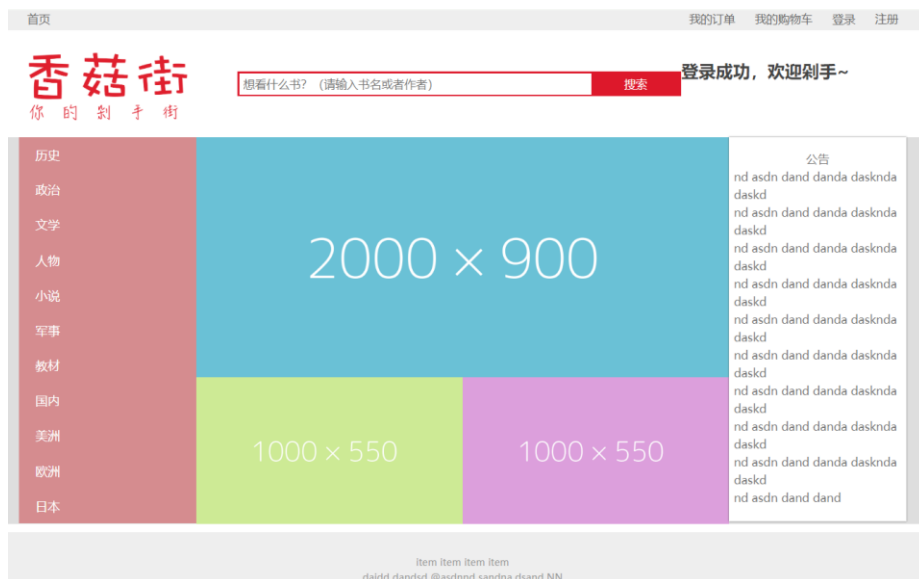 首页 我的订单 我的购物车 登录 注册
香菇街
你的剁手街
想看什么书？（请输入书名或者作者） 搜索
登录成功，欢迎剁手~
历史
政治
文学
人物
小说
军事
教材
国内
美洲
欧洲
日本
2000 × 900
1000 × 550
1000 × 550
公告
nd asdn dand danda dasknda
daskd
nd asdn dand danda dasknda
daskd
nd asdn dand danda dasknda
daskd
nd asdn dand danda dasknda
daskd
nd asdn dand danda dasknda
daskd
nd asdn dand danda dasknda
daskd
nd asdn dand danda dasknda
daskd
nd asdn dand danda dasknda
daskd
nd asdn dand danda dasknda
daskd
nd asdn dand dand
item item item item
daidd dandsd @asdnnd sandna dsand NN